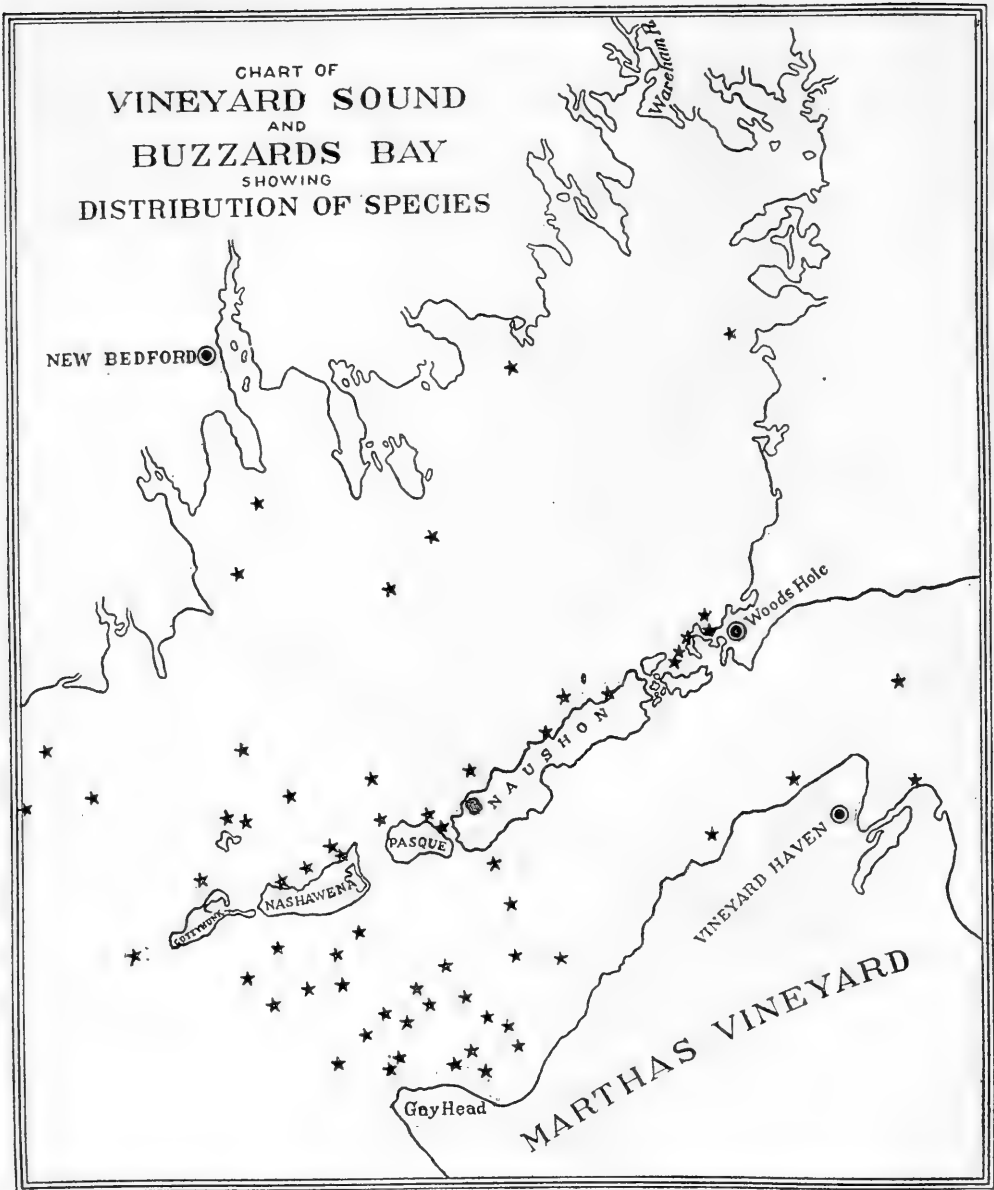 CHART OF
VINEYARD SOUND
AND
BUZZARDS BAY
SHOWING
DISTRIBUTION OF SPECIES
Wareham R.
NEW BEDFORD
Woods Hole
NAUSHON
PASQUE
NASHAWENA
CUTTYHUNK
VINEYARD HAVEN
MARTHAS VINEYARD
Gay Head